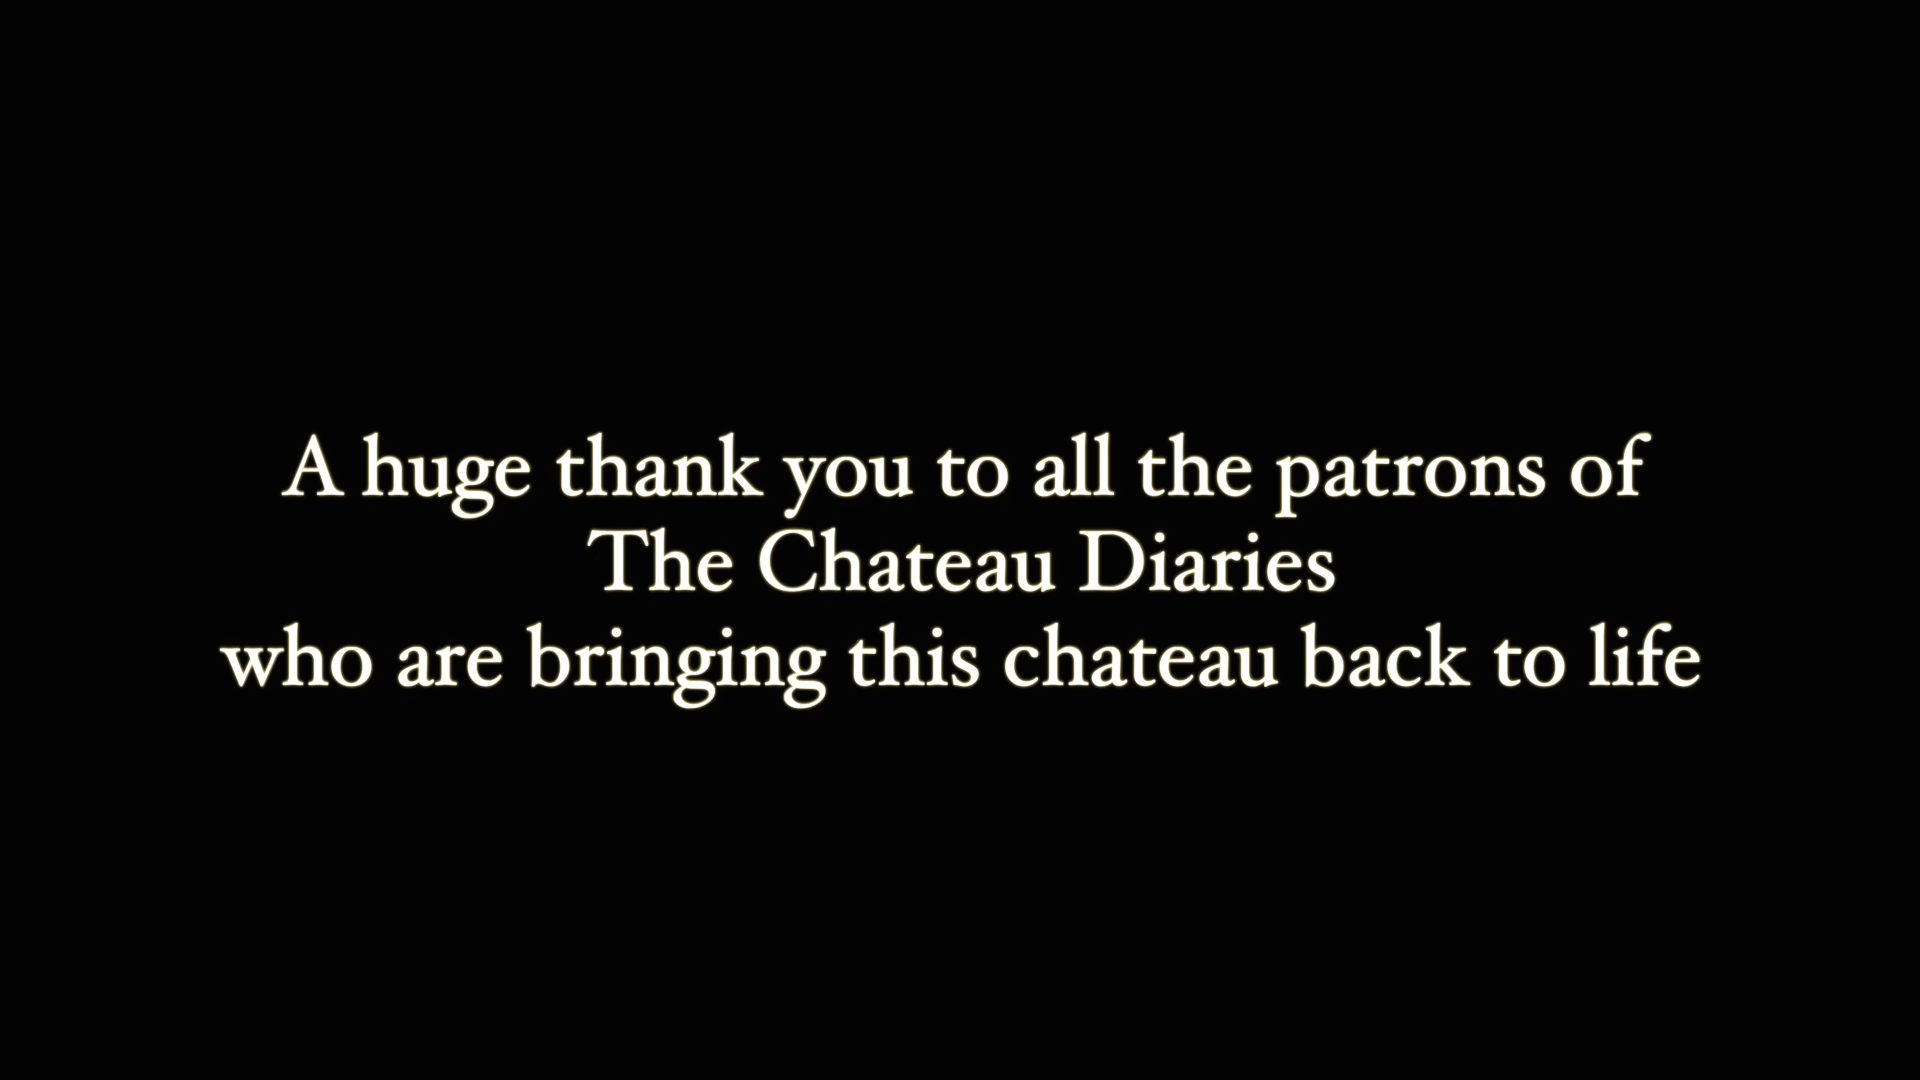 A huge thank you to all the patrons of
The Chateau Diaries
who are bringing this chateau back to life